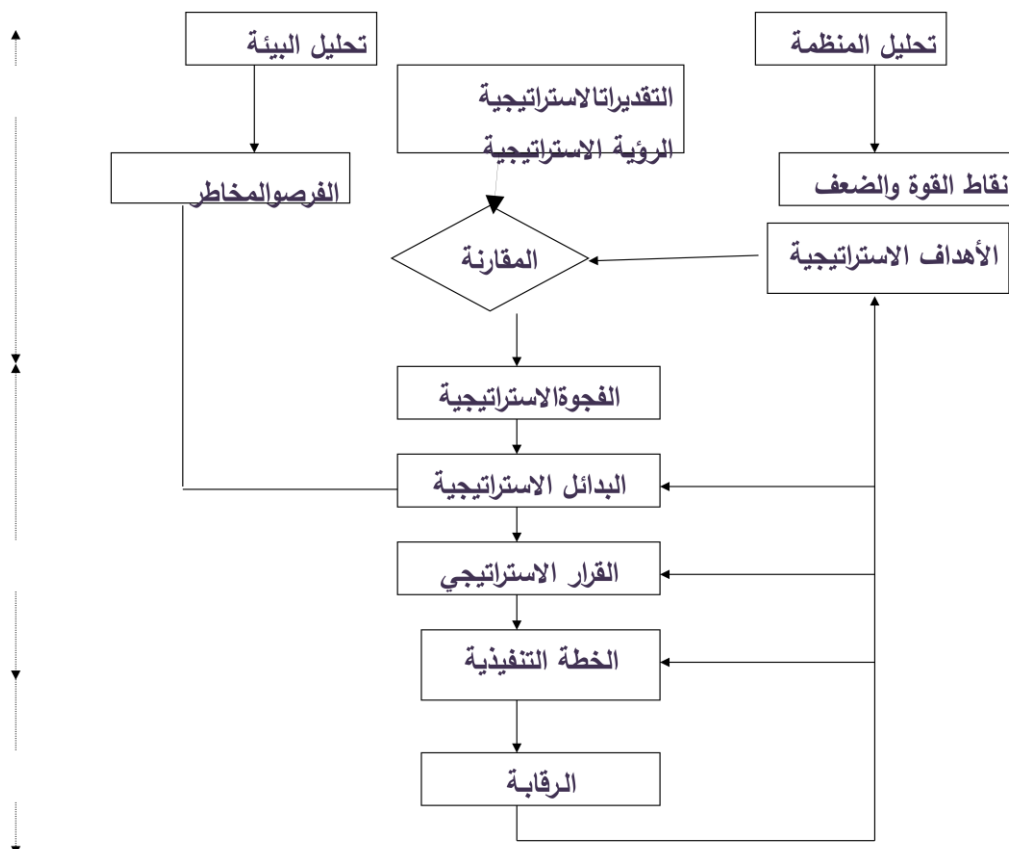 تحليل المنظمة
تحليل البيئة
التقديراتالاستراتيجية
الرؤية الاستراتيجية
نقاط القوة والضعف
الفرصوالمخاطر
الأهداف الاستراتيجية
المقارنة
الفجوةالاستراتيجية
البدائل الاستراتيجية
القرار الاستراتيجي
الخطة التنفيذية
الرقابة